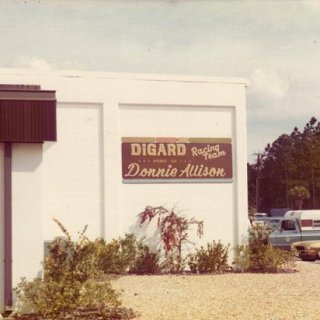 DiGARD Racing Team
HOME OF
Donnie Allison